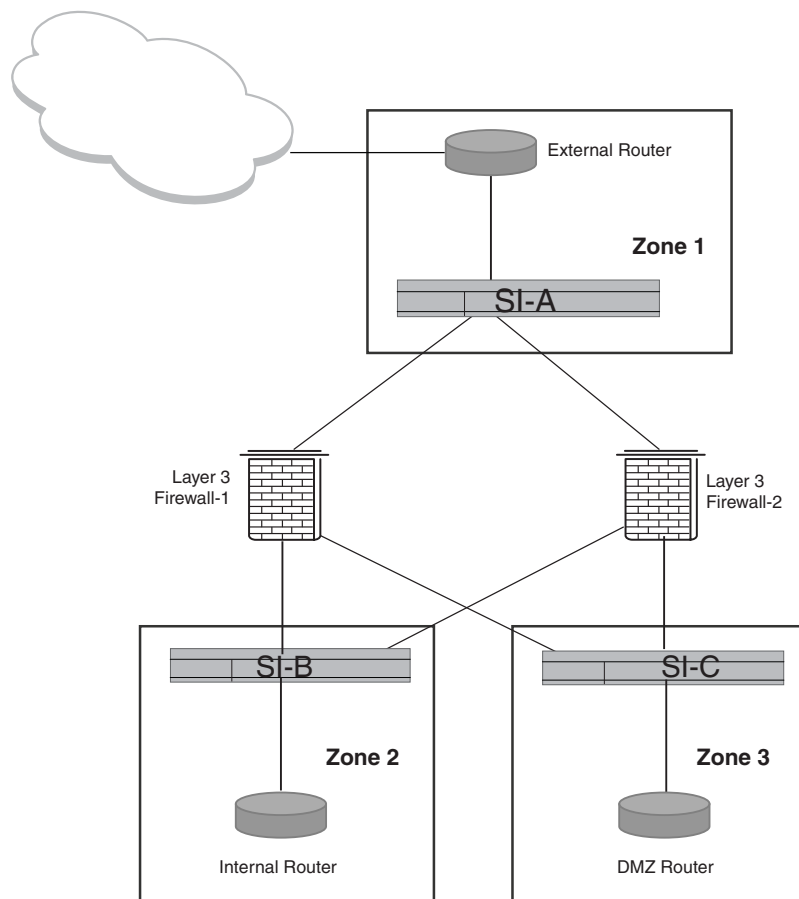 External Router
Zone 1
SI-A
Layer 3
Firewall-1
Layer 3
Firewall-2
SI-B
SI-C
Zone 2
Zone 3
Internal Router
DMZ Router